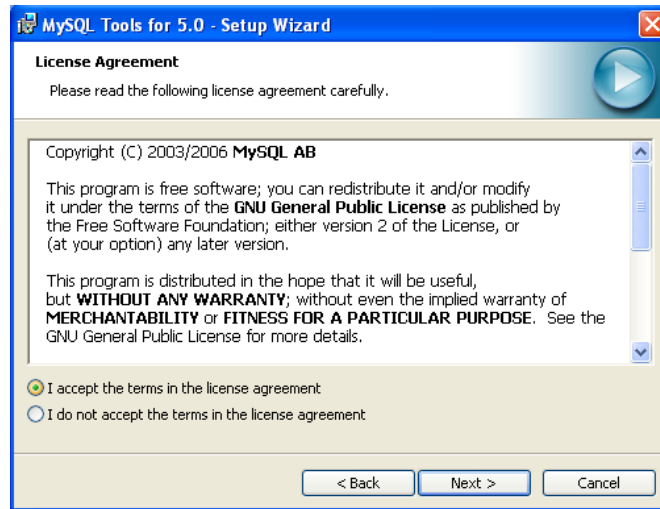 MySQL Tools for 5.0 - Setup Wizard
License Agreement
Please read the following license agreement carefully.
Copyright (C) 2003/2006 MySQL AB
This program is free software; you can redistribute it and/or modify
it under the terms of the GNU General Public License as published by
the Free Software Foundation; either version 2 of the License, or
(at your option) any later version.
This program is distributed in the hope that it will be useful,
but WITHOUT ANY WARRANTY; without even the implied warranty of
MERCHANTABILITY or FITNESS FOR A PARTICULAR PURPOSE.  See the
GNU General Public License for more details.
I accept the terms in the license agreement
I do not accept the terms in the license agreement
< Back Next > Cancel